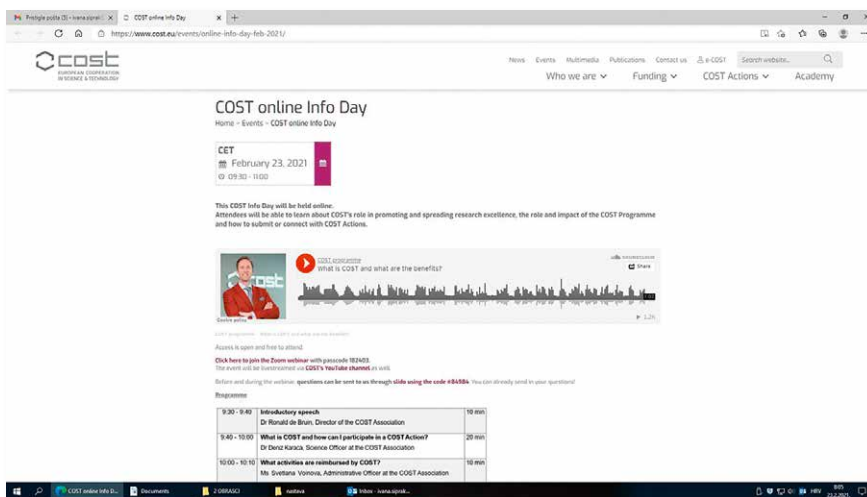 COST online Info Day
https://www.cost.eu/events/online-info-day-feb-2021/
cost
EUROPEAN COOPERATION
IN SCIENCE & TECHNOLOGY
News Events Multimedia Publications Contact us e-COST Search website...
Who we are Funding COST Actions Academy
COST online Info Day
Home - Events - COST online Info Day
CET
February 23, 2021
09:30 - 11:00
This COST Info Day will be held online.
Attendees will be able to learn about COST's role in promoting and spreading research excellence, the role and impact of the COST Programme
and how to submit or connect with COST Actions.
COST programme
What is COST and what are the benefits?
Share
Cookie policy
Access is open and free to attend.
Click here to join the Zoom webinar with passcode 182403.
The event will be livestreamed via COST's YouTube channel as well.
Before and during the webinar, questions can be sent to us through slido using the code #84984. You can already send in your questions!
Programme
9:30 - 9:40 Introductory speech 10 min
Dr Ronald de Bruin, Director of the COST Association
9:40 - 10:00 What is COST and how can I participate in a COST Action? 20 min
Dr Deniz Karaca, Science Officer at the COST Association
10:00 - 10:10 What activities are reimbursed by COST? 10 min
Ms Svetlana Voinova, Administrative Officer at the COST Association
COST online Info D... Documents 2 OBRASCI nastava Inbox - ivana.sijrsk... HRV 8:05
23.2.2021.